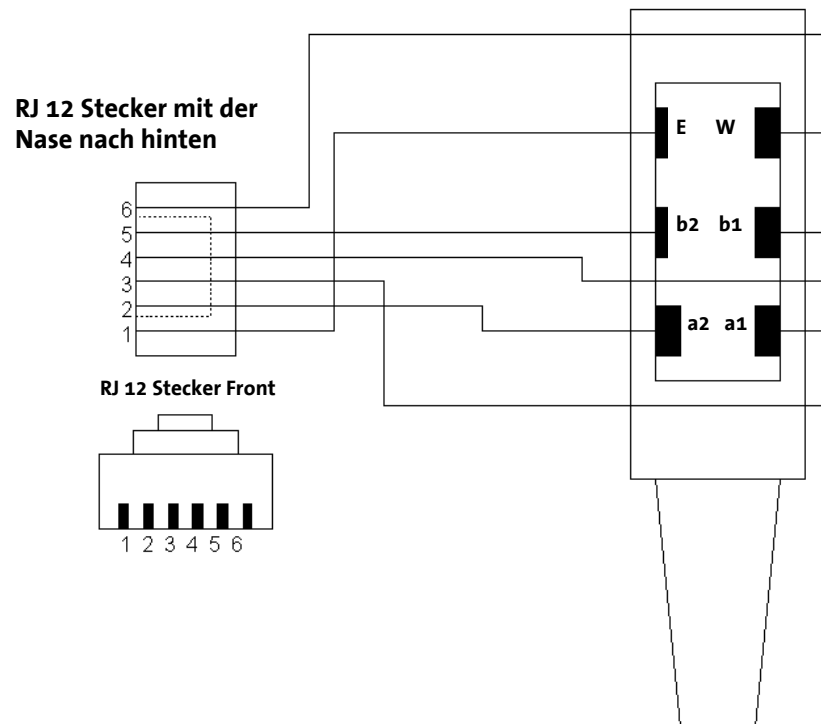 RJ 12 Stecker mit der
Nase nach hinten
6
5
4
3
2
1
E W
b2 b1
a2 a1
RJ 12 Stecker Front
1 2 3 4 5 6